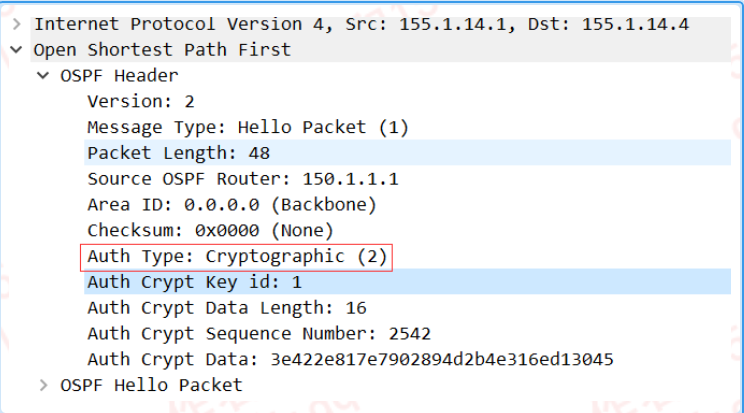 Internet Protocol Version 4, Src: 155.1.14.1, Dst: 155.1.14.4
Open Shortest Path First
OSPF Header
Version: 2
Message Type: Hello Packet (1)
Packet Length: 48
Source OSPF Router: 150.1.1.1
Area ID: 0.0.0.0 (Backbone)
Checksum: 0x0000 (None)
Auth Type: Cryptographic (2)
Auth Crypt Key id: 1
Auth Crypt Data Length: 16
Auth Crypt Sequence Number: 2542
Auth Crypt Data: 3e422e817e7902894d2b4e316ed13045
OSPF Hello Packet